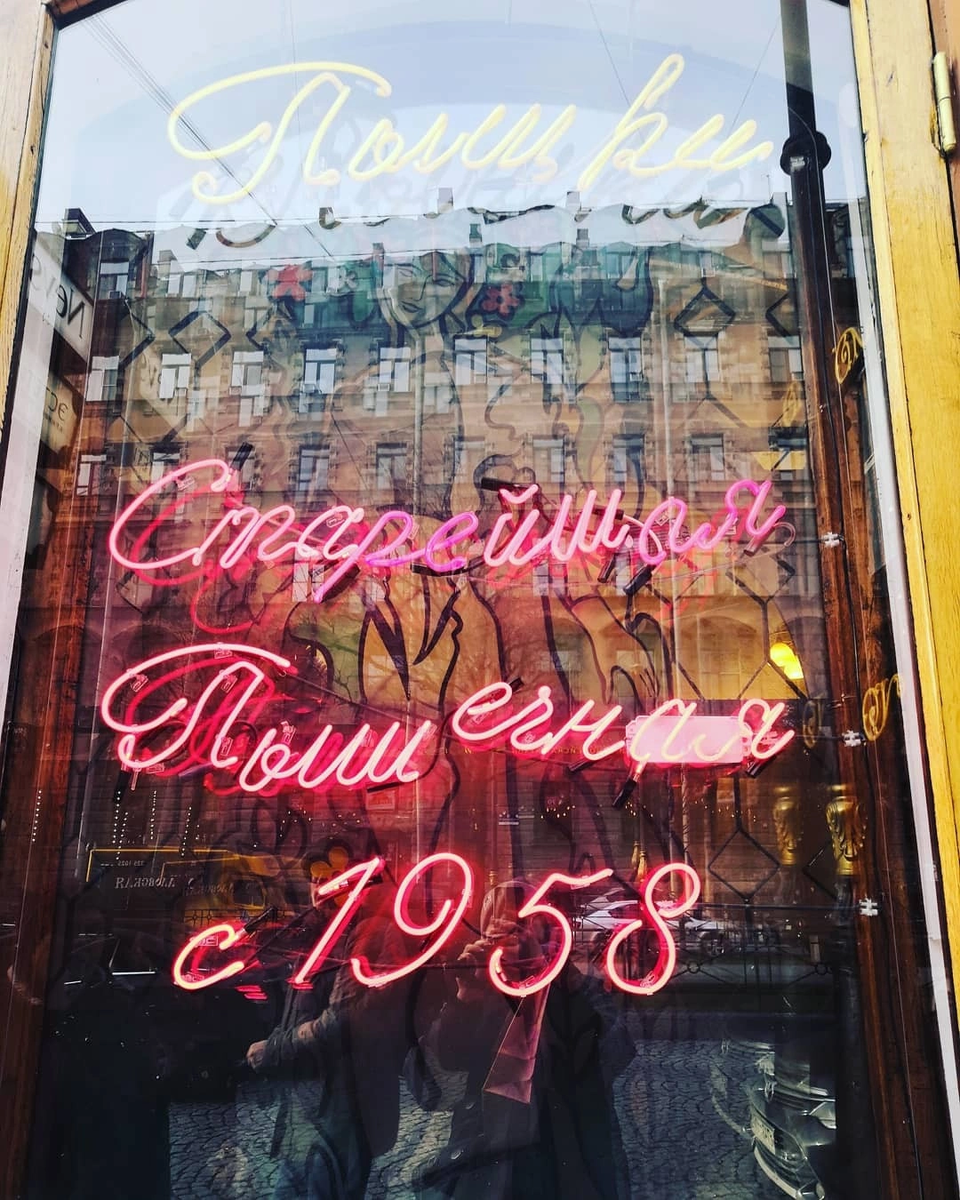 Пышки
Старейшая
Пышечная
с 1958